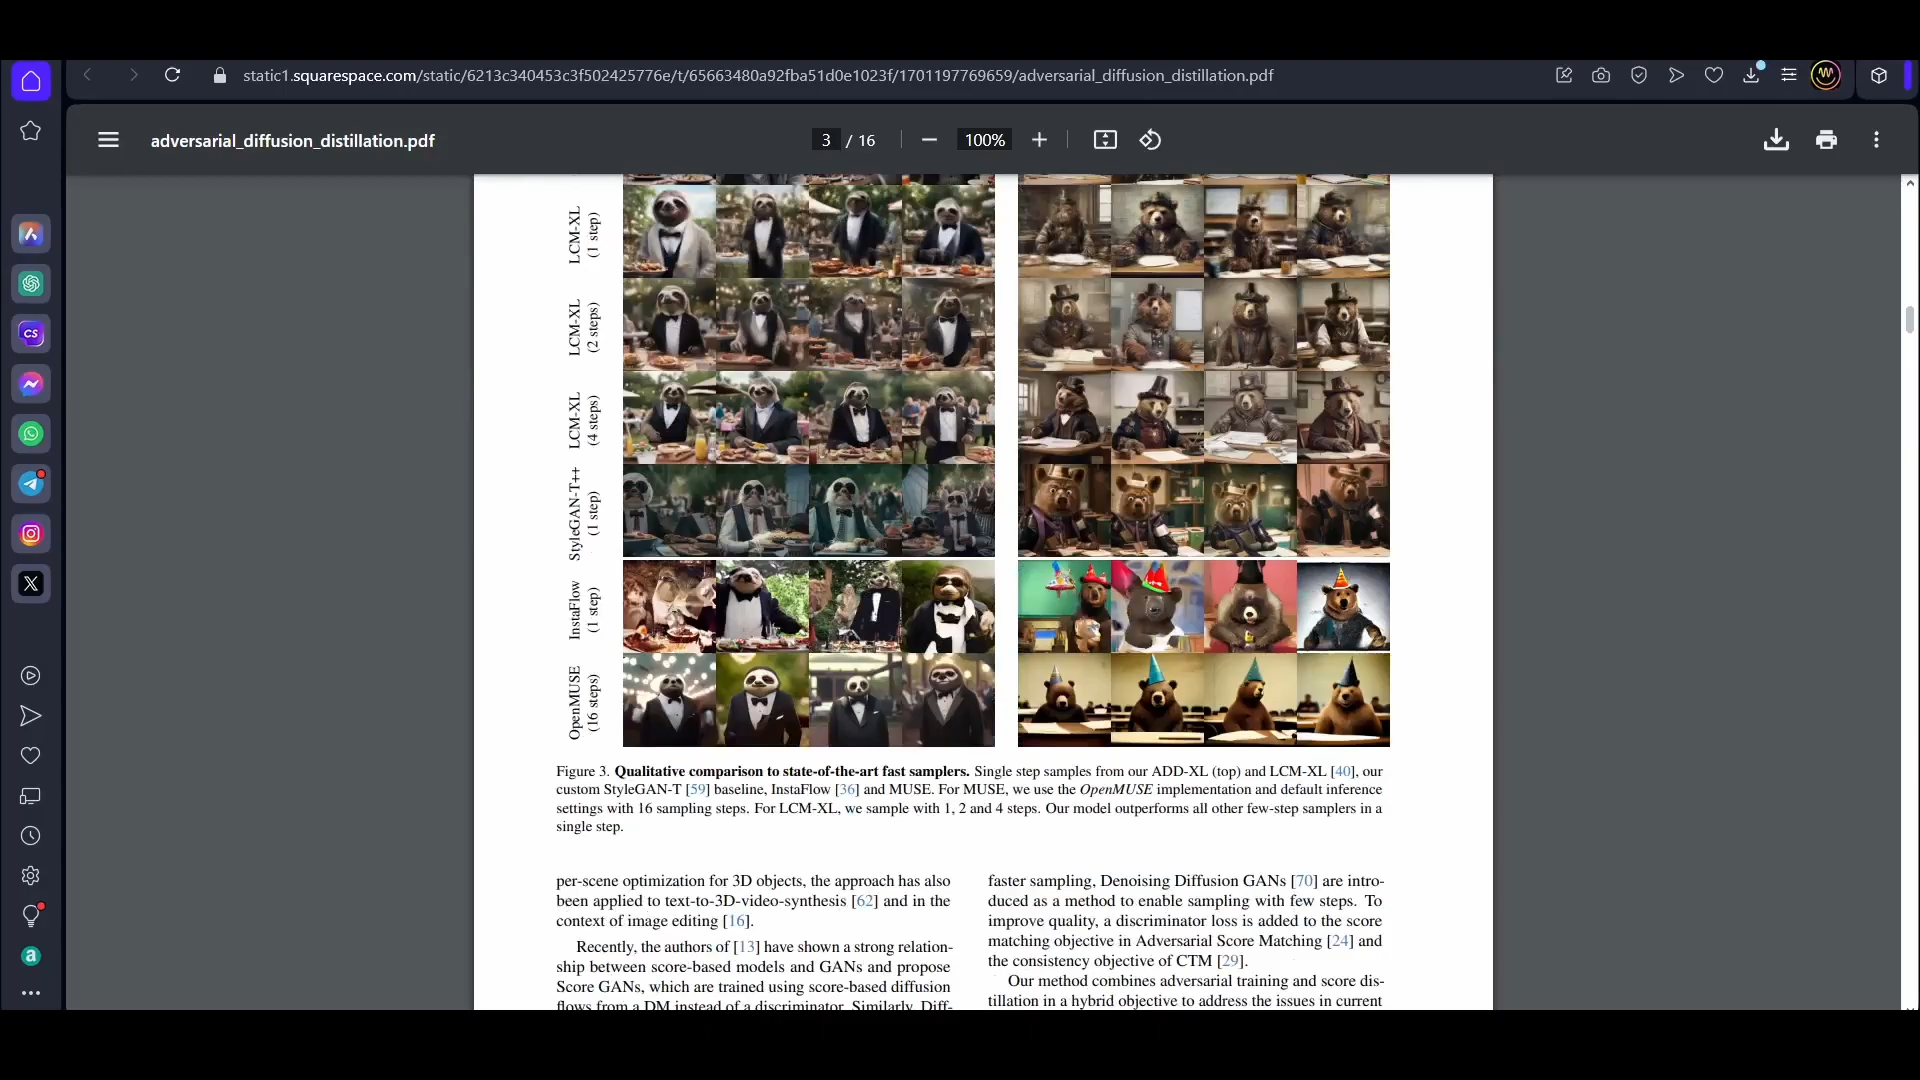 static1.squarespace.com/static/6213c340453c3f502425776e/t/65663480a92fba51d0e1023f/1701197769659/adversarial_diffusion_distillation.pdf
adversarial_diffusion_distillation.pdf
3 / 16
100%
CS
LCM-XL
(1 step)
LCM-XL
(2 steps)
LCM-XL
(4 steps)
StyleGAN-T++
(1 step)
InstaFlow
(1 step)
OpenMUSE
(16 steps)
Figure 3. Qualitative comparison to state-of-the-art fast samplers. Single step samples from our ADD-XL (top) and LCM-XL [40], our
custom StyleGAN-T [59] baseline, InstaFlow [36] and MUSE. For MUSE, we use the OpenMUSE implementation and default inference
settings with 16 sampling steps. For LCM-XL, we sample with 1, 2 and 4 steps. Our model outperforms all other few-step samplers in a
single step.
per-scene optimization for 3D objects, the approach has also
been applied to text-to-3D-video-synthesis [62] and in the
context of image editing [16].
Recently, the authors of [13] have shown a strong relation-
ship between score-based models and GANs and propose
Score GANs, which are trained using score-based diffusion
flows from a DM instead of a discriminator. Similarly, Diff-
faster sampling, Denoising Diffusion GANs [70] are intro-
duced as a method to enable sampling with few steps. To
improve quality, a discriminator loss is added to the score
matching objective in Adversarial Score Matching [24] and
the consistency objective of CTM [29].
Our method combines adversarial training and score dis-
tillation in a hybrid objective to address the issues in current